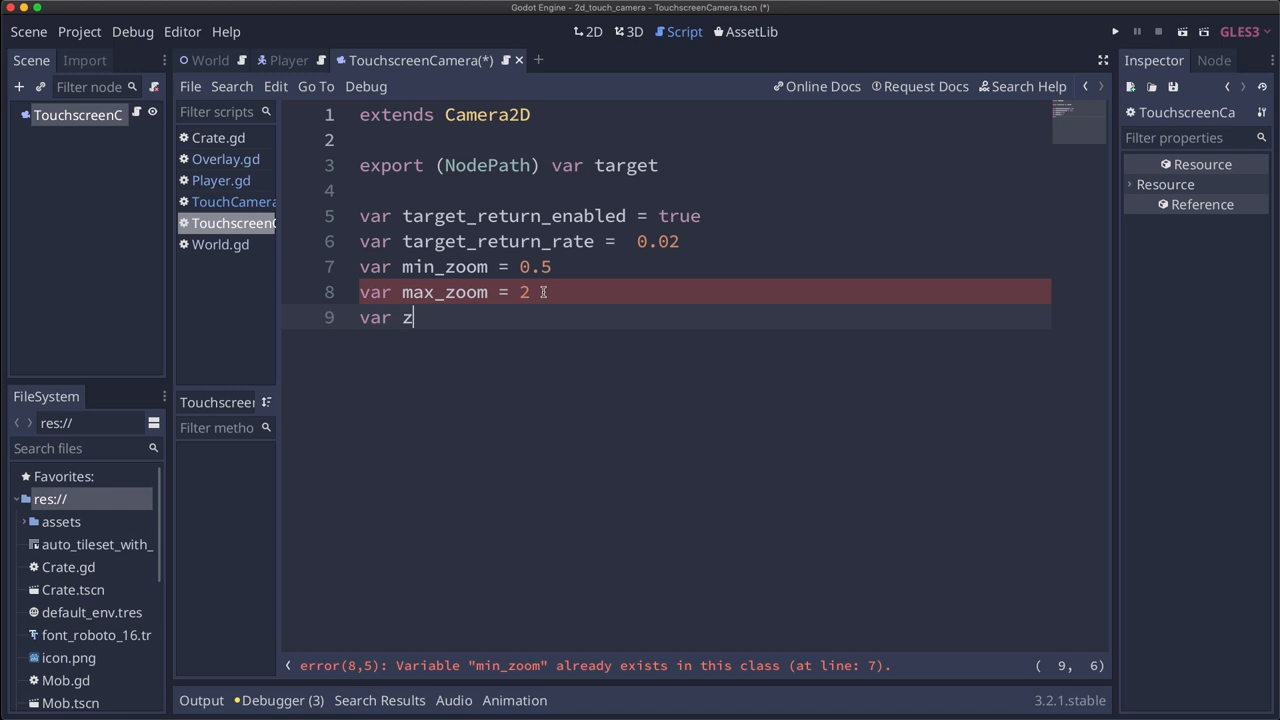 Godot Engine - 2d_touch_camera - TouchscreenCamera.tscn (*)
Scene Project Debug Editor Help
2D 3D Script AssetLib
GLES3
Scene Import
World Player TouchscreenCamera(*)
Inspector Node
Filter node
File Search Edit Go To Debug
Online Docs Request Docs Search Help
TouchscreenC
Filter scripts
Crate.gd
Overlay.gd
Player.gd
TouchCamera
TouchscreenC
World.gd
Touchscreer
Filter metho
1 extends Camera2D
2
3 export (NodePath) var target
4
5 var target_return_enabled = true
6 var target_return_rate =  0.02
7 var min_zoom = 0.5
8 var max_zoom = 2
9 var z
error(8,5): Variable "min_zoom" already exists in this class (at line: 7).
( 9, 6)
TouchscreenCa
Filter properties
Resource
Resource
Reference
FileSystem
res://
Search files
Favorites:
res://
assets
auto_tileset_with_
Crate.gd
Crate.tscn
default_env.tres
font_roboto_16.tr
icon.png
Mob.gd
Mob.tscn
Output Debugger (3) Search Results Audio Animation
3.2.1.stable